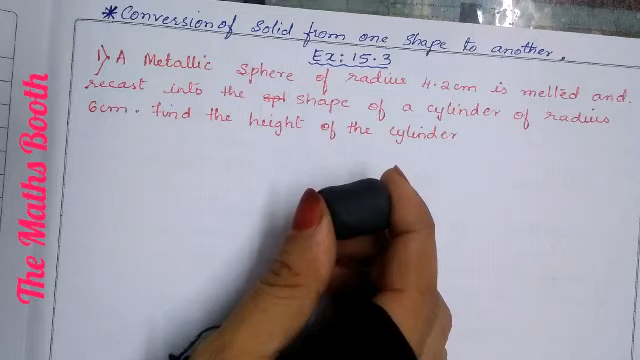 *Conversion of Solid from one shape to another.
Ex: 15.3
1) A Metallic sphere of radius 4.2cm is melted and
recast into the shape of a cylinder of radius
6cm. Find the height of the cylinder
The Maths Booth